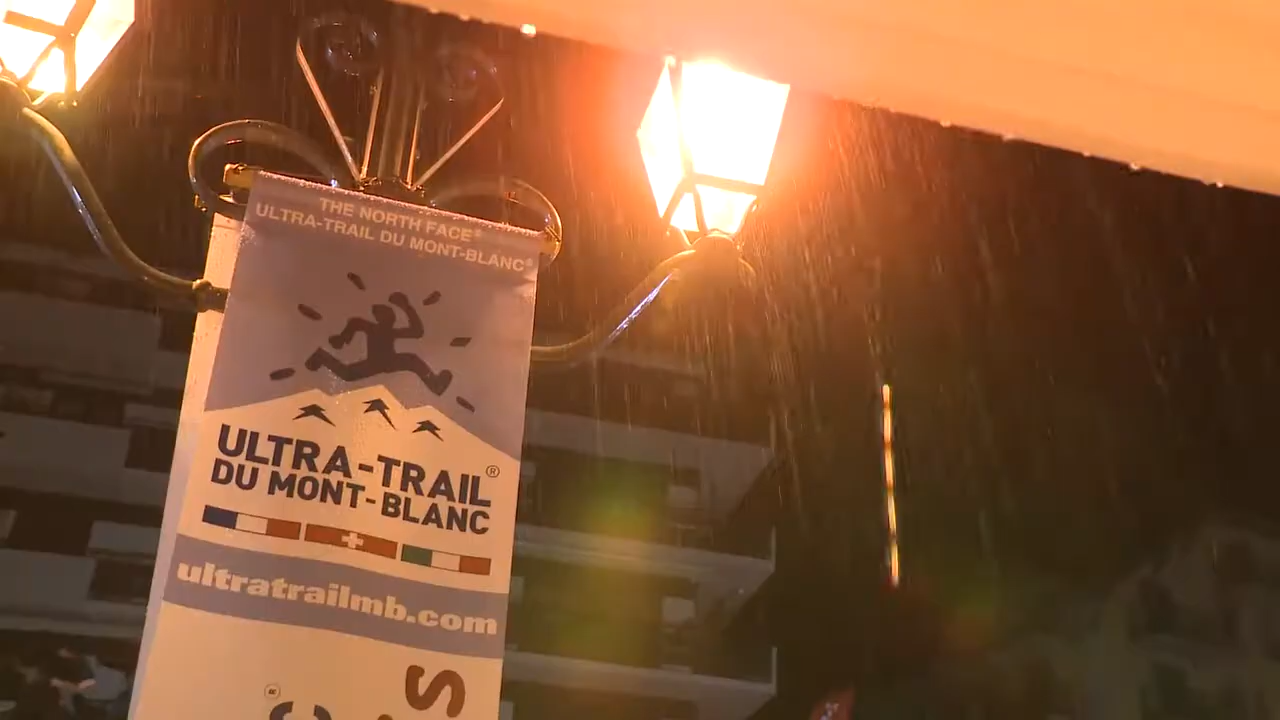 THE NORTH FACE®
ULTRA-TRAIL DU MONT-BLANC®
ULTRA-TRAIL®
DU MONT-BLANC
ultratrailmb.com